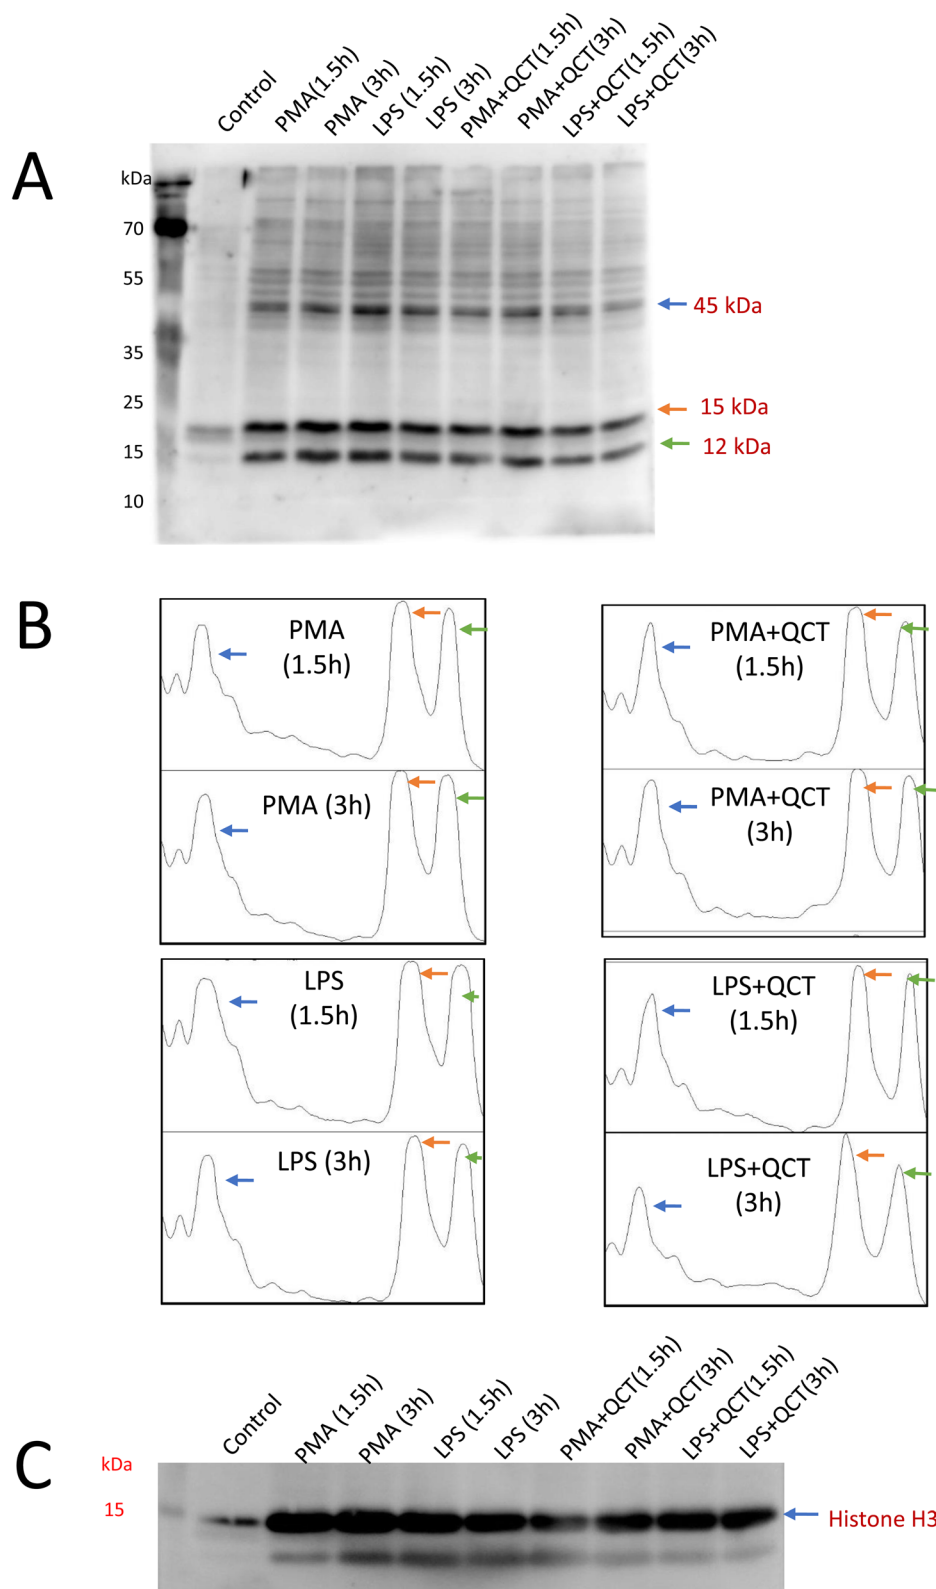 Control
PMA(1.5h)
PMA (3h)
LPS (1.5h)
LPS (3h)
PMA+QCT(1.5h)
PMA+QCT(3h)
LPS+QCT(1.5h)
LPS+QCT(3h)
A
kDa
70
55
45 kDa
35
25
15 kDa
12 kDa
15
10
B
PMA
(1.5h)
PMA+QCT
(1.5h)
PMA (3h)
PMA+QCT
(3h)
LPS
(1.5h)
LPS+QCT
(1.5h)
LPS (3h)
LPS+QCT
(3h)
Control
PMA (1.5h)
PMA (3h)
LPS (1.5h)
LPS (3h)
PMA+QCT(1.5h)
PMA+QCT(3h)
LPS+QCT(1.5h)
LPS+QCT(3h)
C
kDa
15
Histone H3